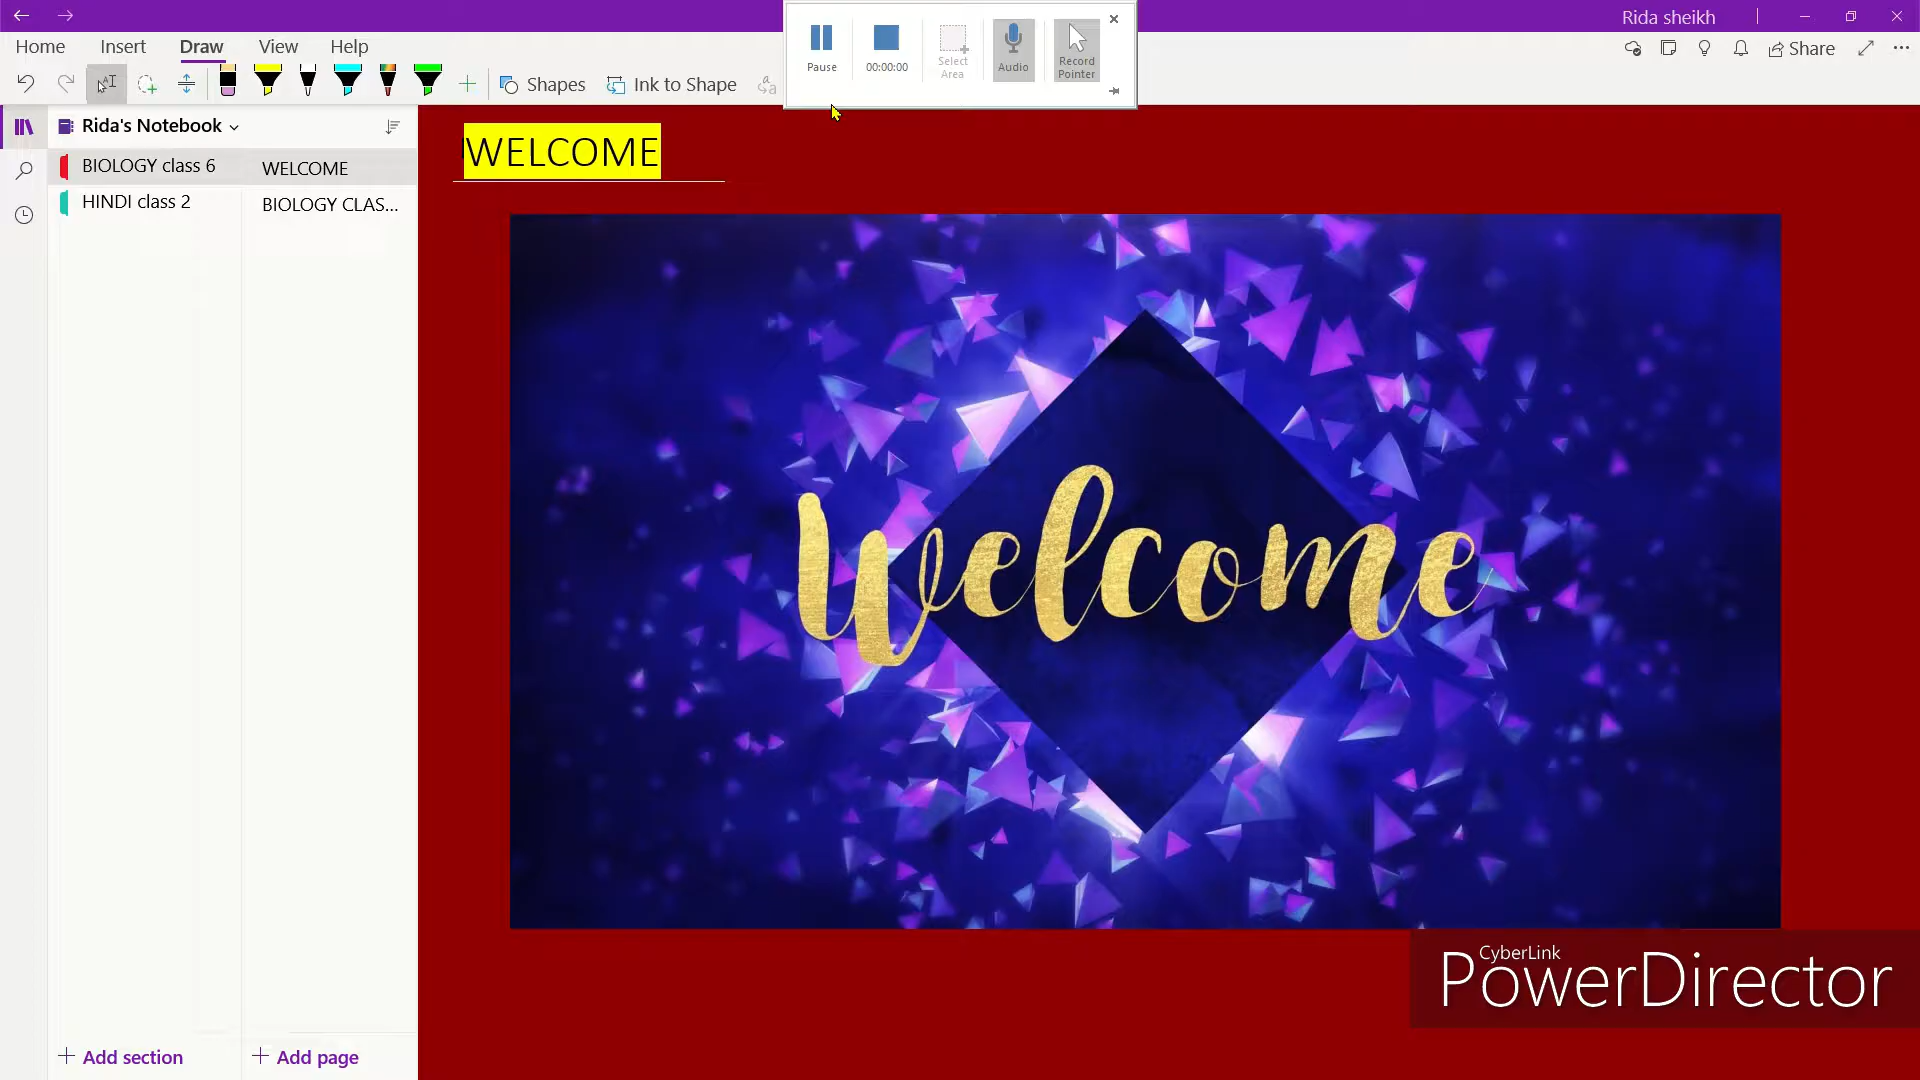 Rida sheikh
Home Insert Draw View Help
Pause
00:00:00
Select Area
Audio
Record Pointer
Share
Shapes
Ink to Shape
Rida's Notebook
BIOLOGY class 6
HINDI class 2
WELCOME
BIOLOGY CLAS...
WELCOME
Welcome
CyberLink
PowerDirector
+ Add section
+ Add page